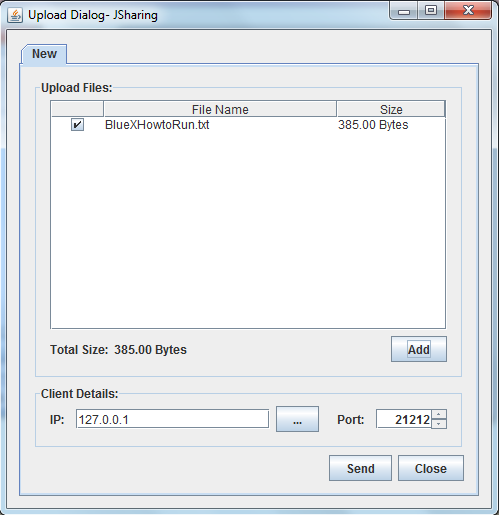 Upload Dialog- JSharing
New
Upload Files:
File Name Size
BlueXHowtoRun.txt 385.00 Bytes
Total Size: 385.00 Bytes Add
Client Details:
IP: 127.0.0.1 ... Port: 21212
Send Close